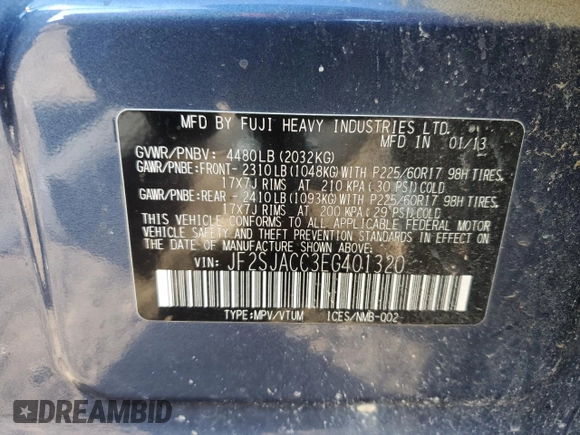 MFD BY FUJI HEAVY INDUSTRIES LTD.
MFD IN 01/13
GVWR/PNBV: 4480LB(2032KG)
GAWR/PNBE:FRONT- 2310LB(1048KG)WITH P225/60R17 98H TIRES,
17X7J RIMS AT 210 KPA( 30 PSI)COLD
GAWR/PNBE:REAR - 2410LB(1093KG)WITH P225/60R17 98H TIRES,
17X7J RIMS AT 200 KPA( 29 PSI)COLD
THIS VEHICLE CONFORMS TO ALL APPLICABLE FEDERAL MOTOR
VEHICLE SAFETY AND THEFT PREVENTION STANDARDS IN EFFECT ON
THE DATE OF MANUFACTURE SHOWN ABOVE.
VIN: JF2SJACC3EG401320
TYPE:MPV/VTUM ICES/NMB-002
DREAMBID